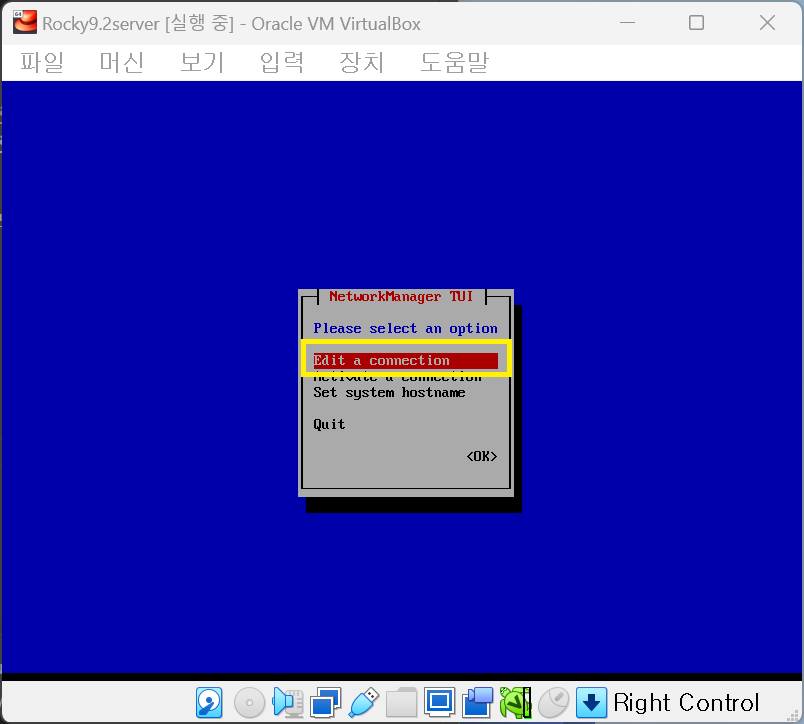 Rocky9.2server [실행 중] - Oracle VM VirtualBox
파일 머신 보기 입력 장치 도움말
NetworkManager TUI
Please select an option
Edit a connection
Activate a connection
Set system hostname
Quit
<OK>
Right Control